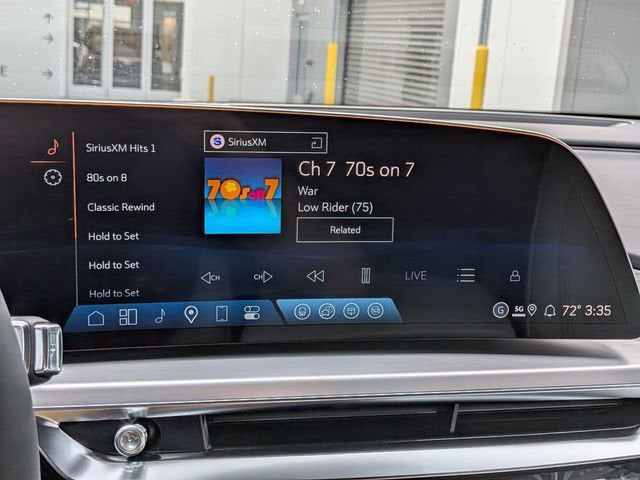 SiriusXM Hits 1
80s on 8
Classic Rewind
Hold to Set
Hold to Set
Hold to Set
S SiriusXM
70s on 7
Ch 7 70s on 7
War
Low Rider (75)
Related
CH CH LIVE
G 5G 72° 3:35